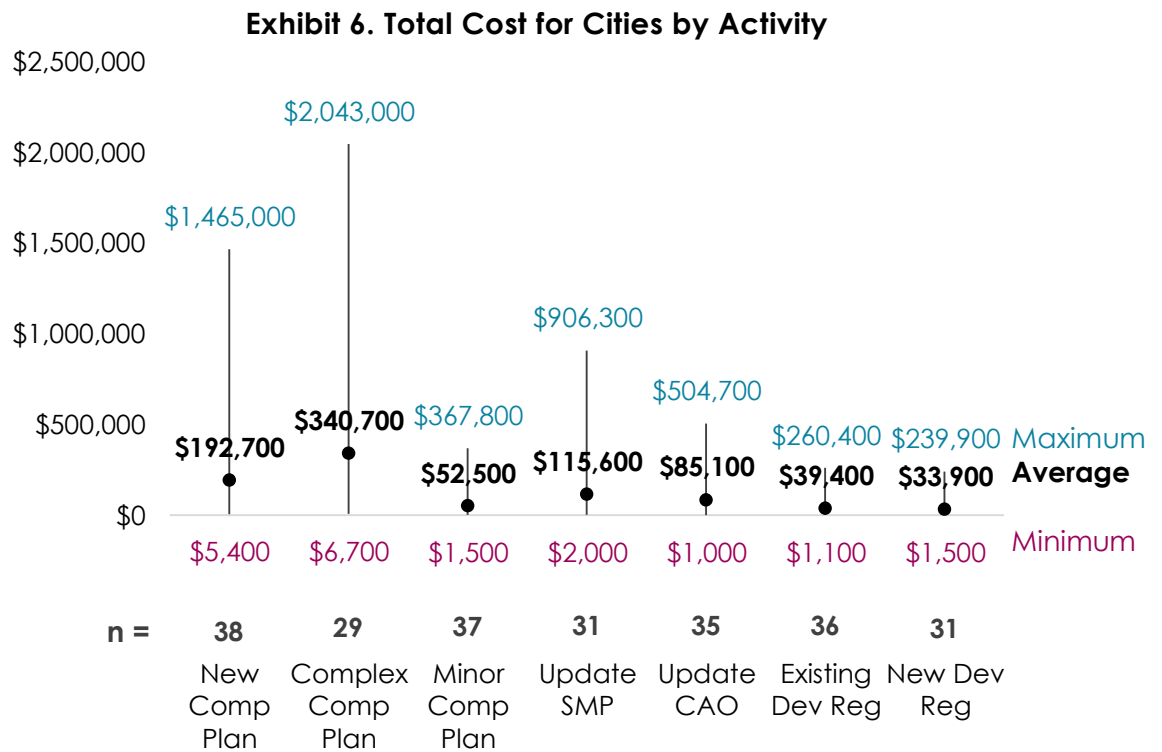 Exhibit 6. Total Cost for Cities by Activity
$2,500,000
$2,000,000
$1,500,000
$1,000,000
$500,000
$0
$1,465,000
$2,043,000
$367,800
$906,300
$504,700
$260,400
$239,900
Maximum
$192,700
$340,700
$52,500
$115,600
$85,100
$39,400
$33,900
Average
$5,400
$6,700
$1,500
$2,000
$1,000
$1,100
$1,500
Minimum
n =
38
29
37
31
35
36
31
New
Comp
Plan
Complex
Comp
Plan
Minor
Comp
Plan
Update
SMP
Update
CAO
Existing
Dev Reg
New Dev
Reg